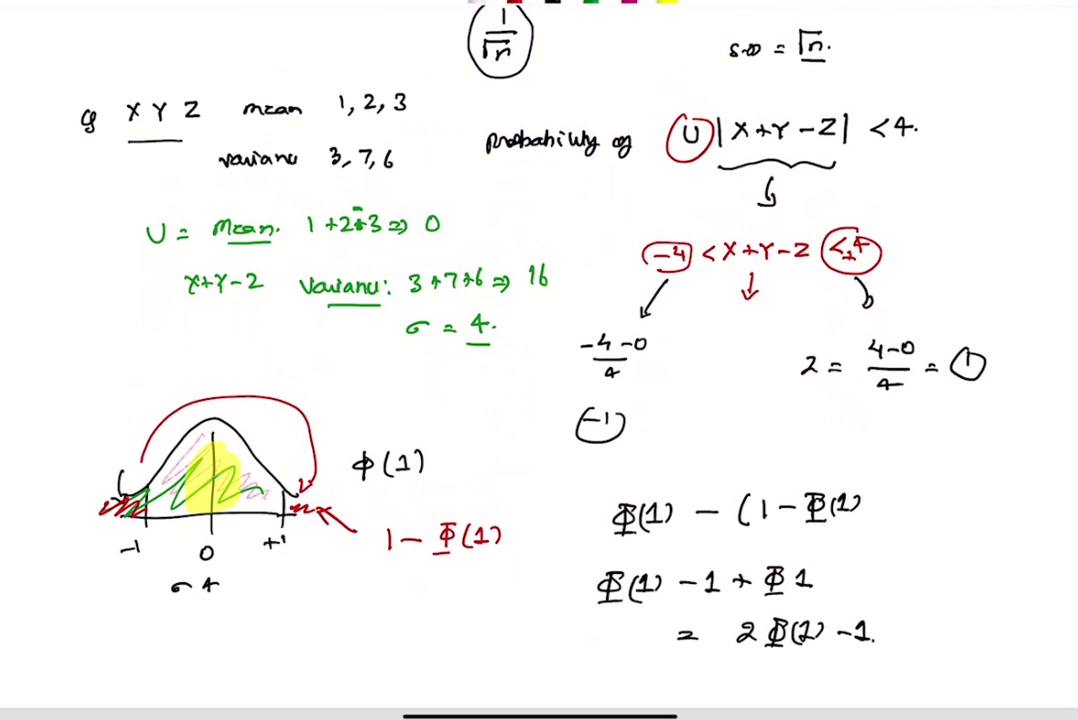 1/√n
S.D = √n.
X Y Z mean 1, 2, 3
variance 3, 7, 6
probability of U |X+Y-Z| <4.
U = Mean. 1+2-3 => 0
X+Y-Z Variance: 3+7+6 => 16
σ = 4.
-4 < X+Y-Z < 4
-4-0/4
Z = 4-0/4 = 1
-1
Φ(1)
1 - Φ(1)
-1 0 +1
σ 4
Φ(1) - (1 - Φ(1)
Φ(1) - 1 + Φ 1
= 2 Φ(1) - 1.